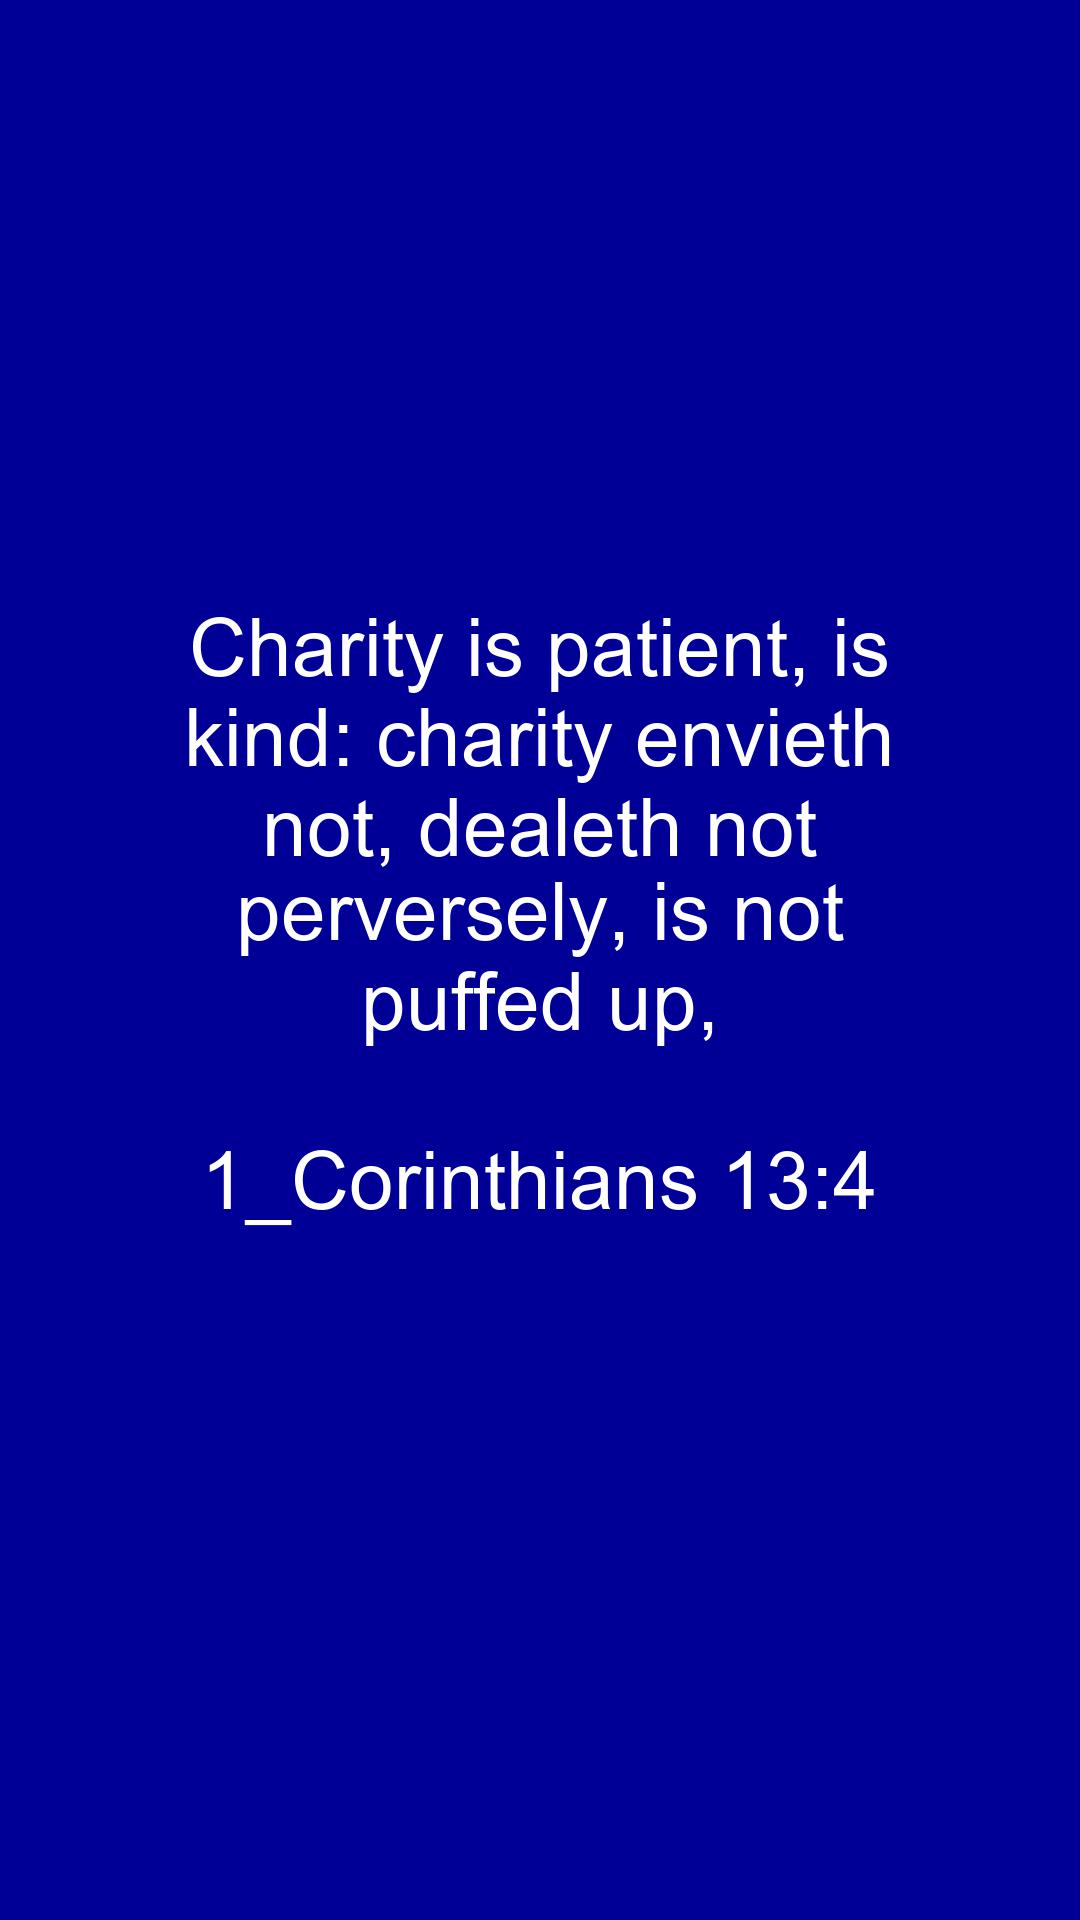 Charity is patient, is
kind: charity envieth
not, dealeth not
perversely, is not
puffed up,
1_Corinthians 13:4